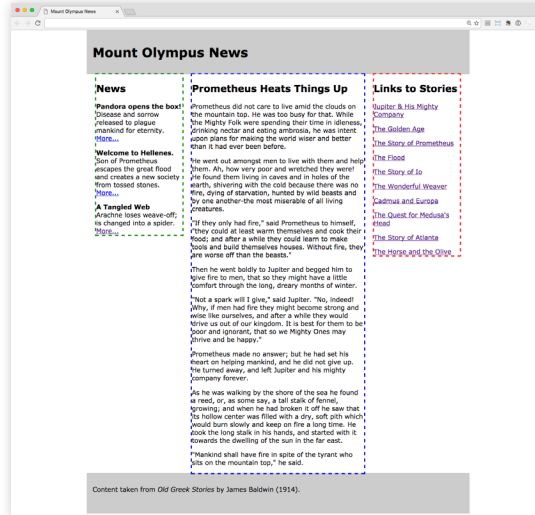 Mount Olympus News
Mount Olympus News
News
Pandora opens the box!
Disease and sorrow
released to plague
mankind for eternity.
More...
Welcome to Hellenes.
Son of Prometheus
escapes the great flood
and creates a new society
from tossed stones.
More...
A Tangled Web
Arachne loses weave-off;
is changed into a spider.
More...
Prometheus Heats Things Up
Prometheus did not care to live amid the clouds on
the mountain top. He was too busy for that. While
the Mighty Folk were spending their time in idleness,
drinking nectar and eating ambrosia, he was intent
upon plans for making the world wiser and better
than it had ever been before.
He went out amongst men to live with them and help
them. Ah, how very poor and wretched they were!
He found them living in caves and in holes of the
earth, shivering with the cold because there was no
fire, dying of starvation, hunted by wild beasts and
by one another-the most miserable of all living
creatures.
"If they only had fire," said Prometheus to himself,
"they could at least warm themselves and cook their
food; and after a while they could learn to make
tools and build themselves houses. Without fire, they
are worse off than the beasts."
Then he went boldly to Jupiter and begged him to
give fire to men, that so they might have a little
comfort through the long, dreary months of winter.
"Not a spark will I give," said Jupiter. "No, indeed!
Why, if men had fire they might become strong and
wise like ourselves, and after a while they would
drive us out of our kingdom. It is best for them to be
poor and ignorant, that so we Mighty Ones may
thrive and be happy."
Prometheus made no answer; but he had set his
heart on helping mankind, and he did not give up.
He turned away, and left Jupiter and his mighty
company forever.
As he was walking by the shore of the sea he found
a reed, or, as some say, a tall stalk of fennel,
growing; and when he had broken it off he saw that
its hollow center was filled with a dry, soft pith which
would burn slowly and keep on fire a long time. He
took the long stalk in his hands, and started with it
towards the dwelling of the sun in the far east.
"Mankind shall have fire in spite of the tyrant who
sits on the mountain top," he said.
Links to Stories
Jupiter & His Mighty
Company
The Golden Age
The Story of Prometheus
The Flood
The Story of Io
The Wonderful Weaver
Cadmus and Europa
The Quest for Medusa's
Head
The Story of Atlanta
The Horse and the Olive
Content taken from Old Greek Stories by James Baldwin (1914).